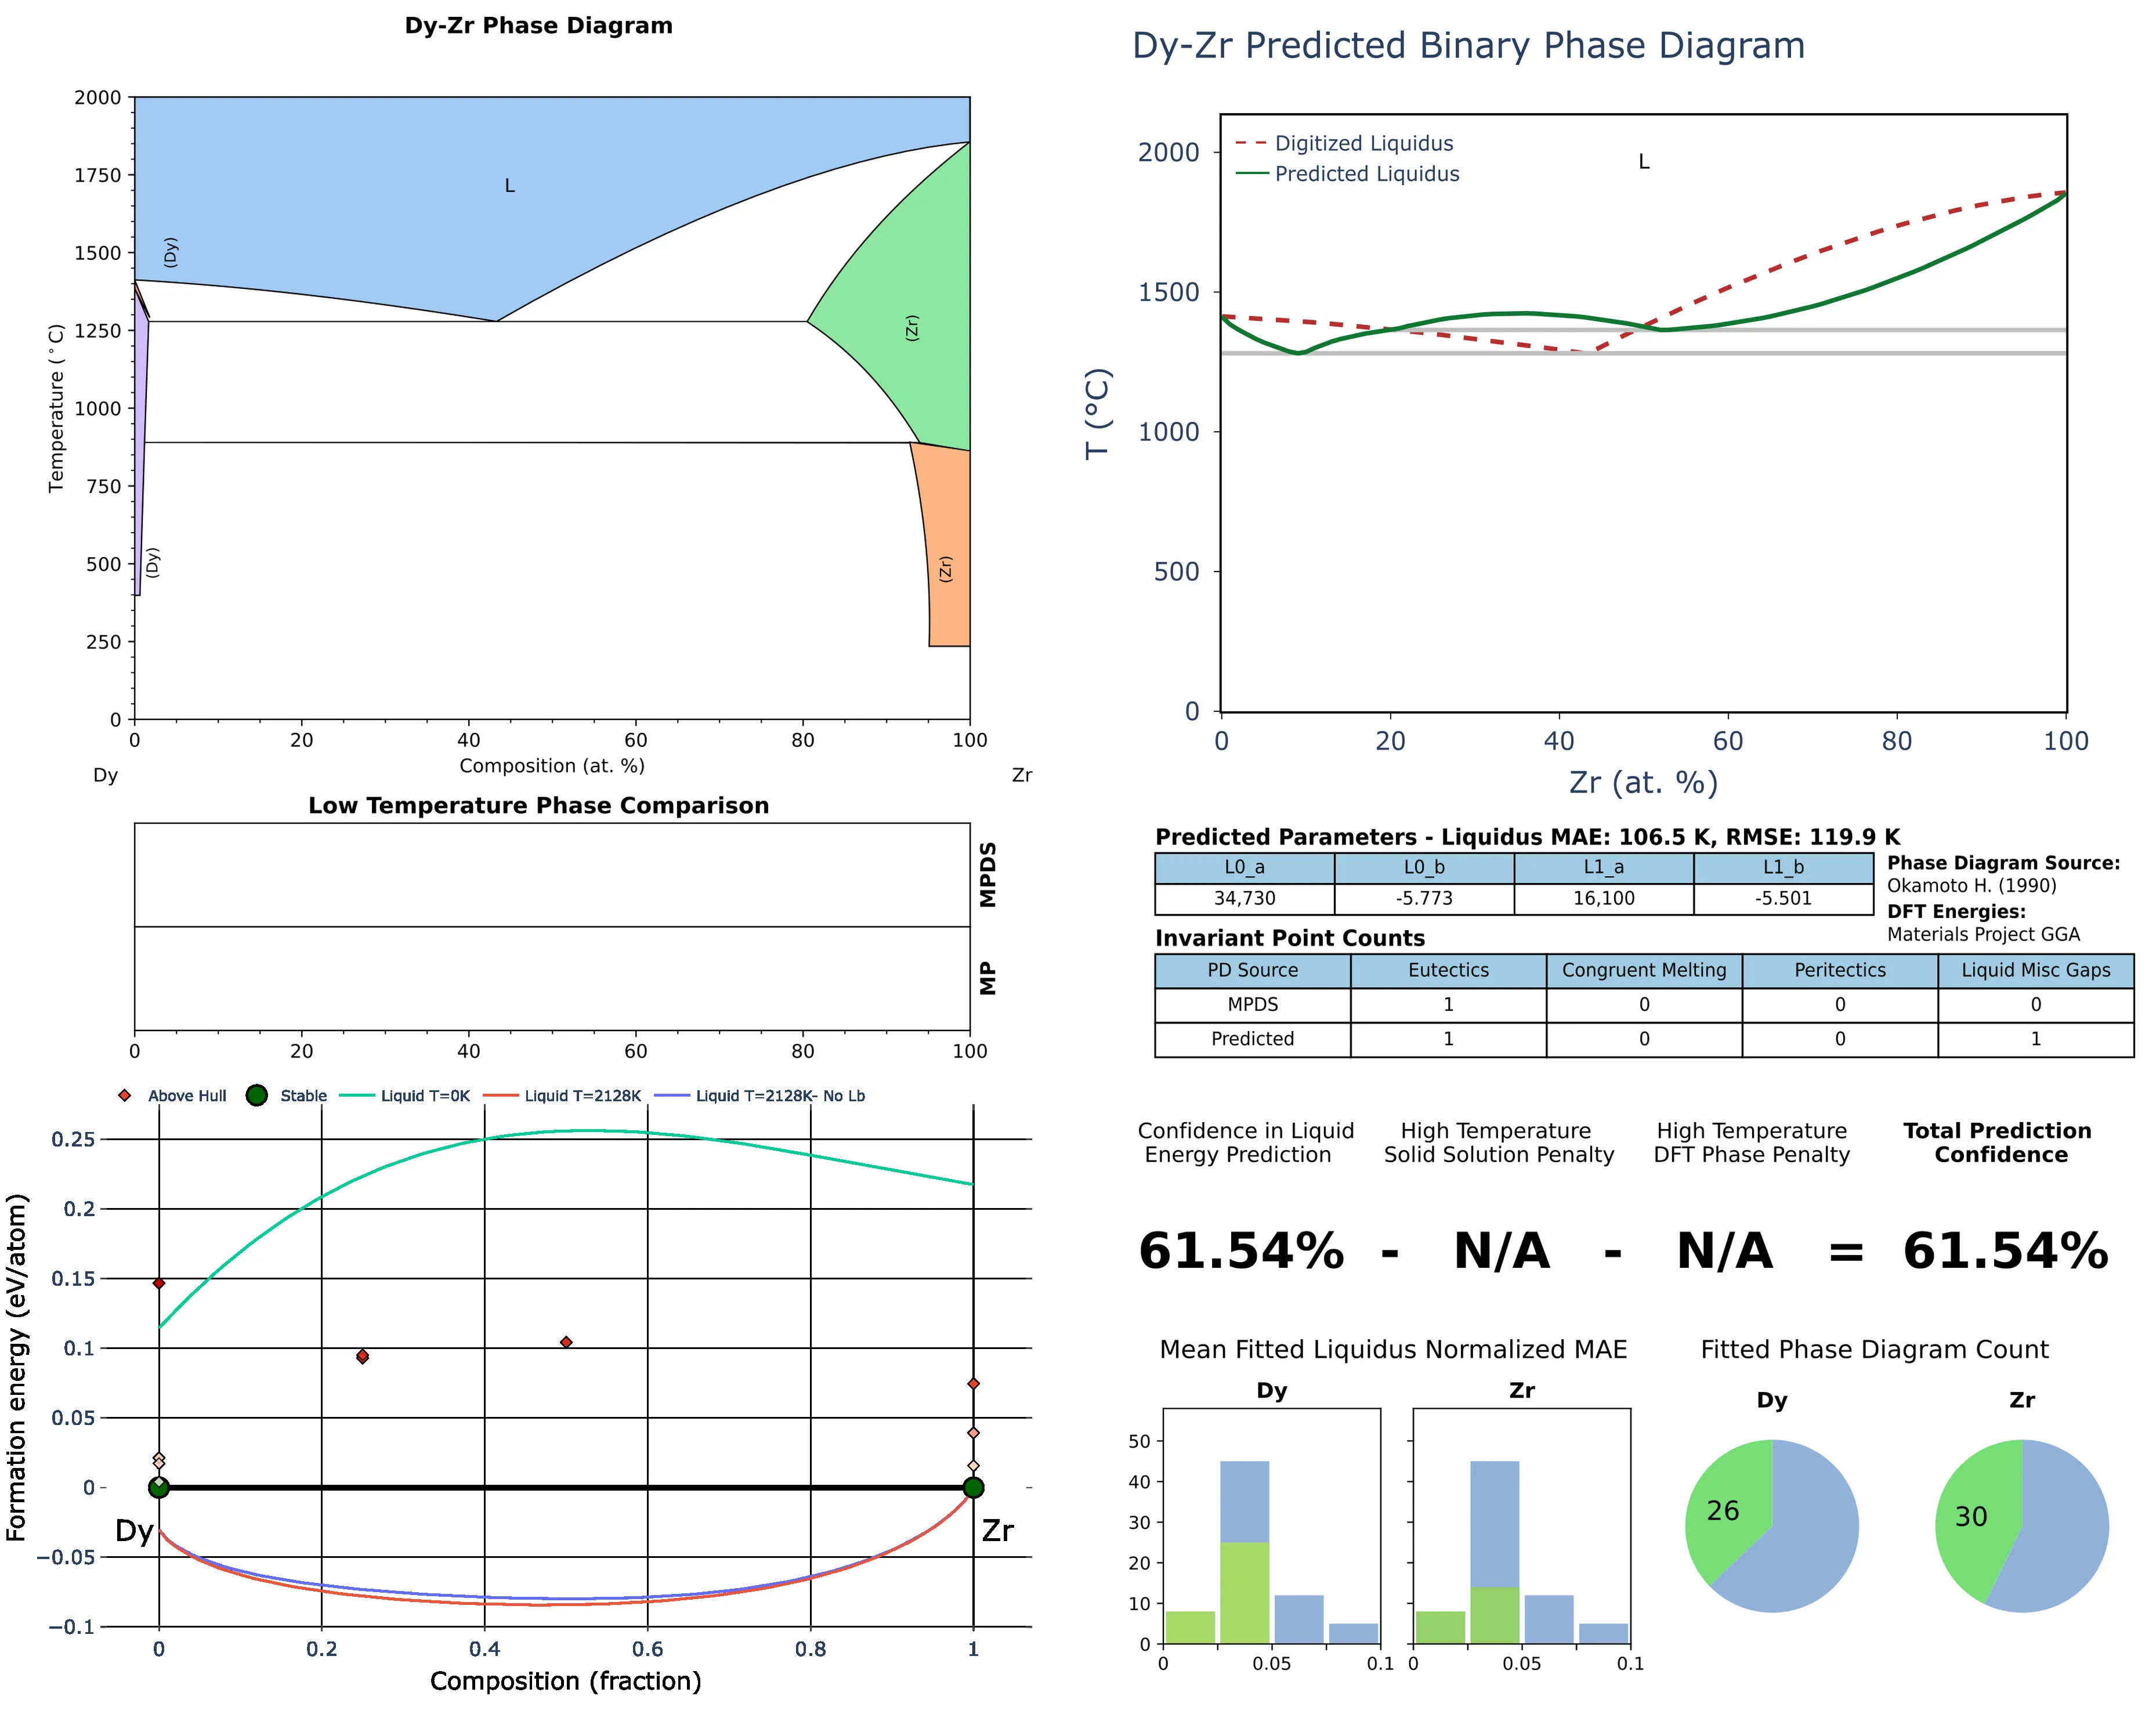 Dy-Zr Phase Diagram
2000
1750
1500
1250
1000
750
500
250
0
Temperature (°C)
L
(Dy)
(Zr)
(Dy)
(Zr)
0 20 40 60 80 100
Composition (at. %)
Dy Zr
Dy-Zr Predicted Binary Phase Diagram
Digitized Liquidus
Predicted Liquidus
L
2000
1500
1000
500
0
T (°C)
0 20 40 60 80 100
Zr (at. %)
Low Temperature Phase Comparison
MPDS
MP
0 20 40 60 80 100
Predicted Parameters - Liquidus MAE: 106.5 K, RMSE: 119.9 K
L0_a L0_b L1_a L1_b
34,730 -5.773 16,100 -5.501
Phase Diagram Source:
Okamoto H. (1990)
DFT Energies:
Materials Project GGA
Invariant Point Counts
PD Source Eutectics Congruent Melting Peritectics Liquid Misc Gaps
MPDS 1 0 0 0
Predicted 1 0 0 1
Above Hull Stable Liquid T=0K Liquid T=2128K Liquid T=2128K- No Lb
0.25
0.2
0.15
0.1
0.05
0
−0.05
−0.1
Formation energy (eV/atom)
Dy Zr
0 0.2 0.4 0.6 0.8 1
Composition (fraction)
Confidence in Liquid
Energy Prediction
High Temperature
Solid Solution Penalty
High Temperature
DFT Phase Penalty
Total Prediction
Confidence
61.54% - N/A - N/A = 61.54%
Mean Fitted Liquidus Normalized MAE
Dy Zr
50
40
30
20
10
0
0 0.05 0.1 0 0.05 0.1
Fitted Phase Diagram Count
Dy Zr
26 30